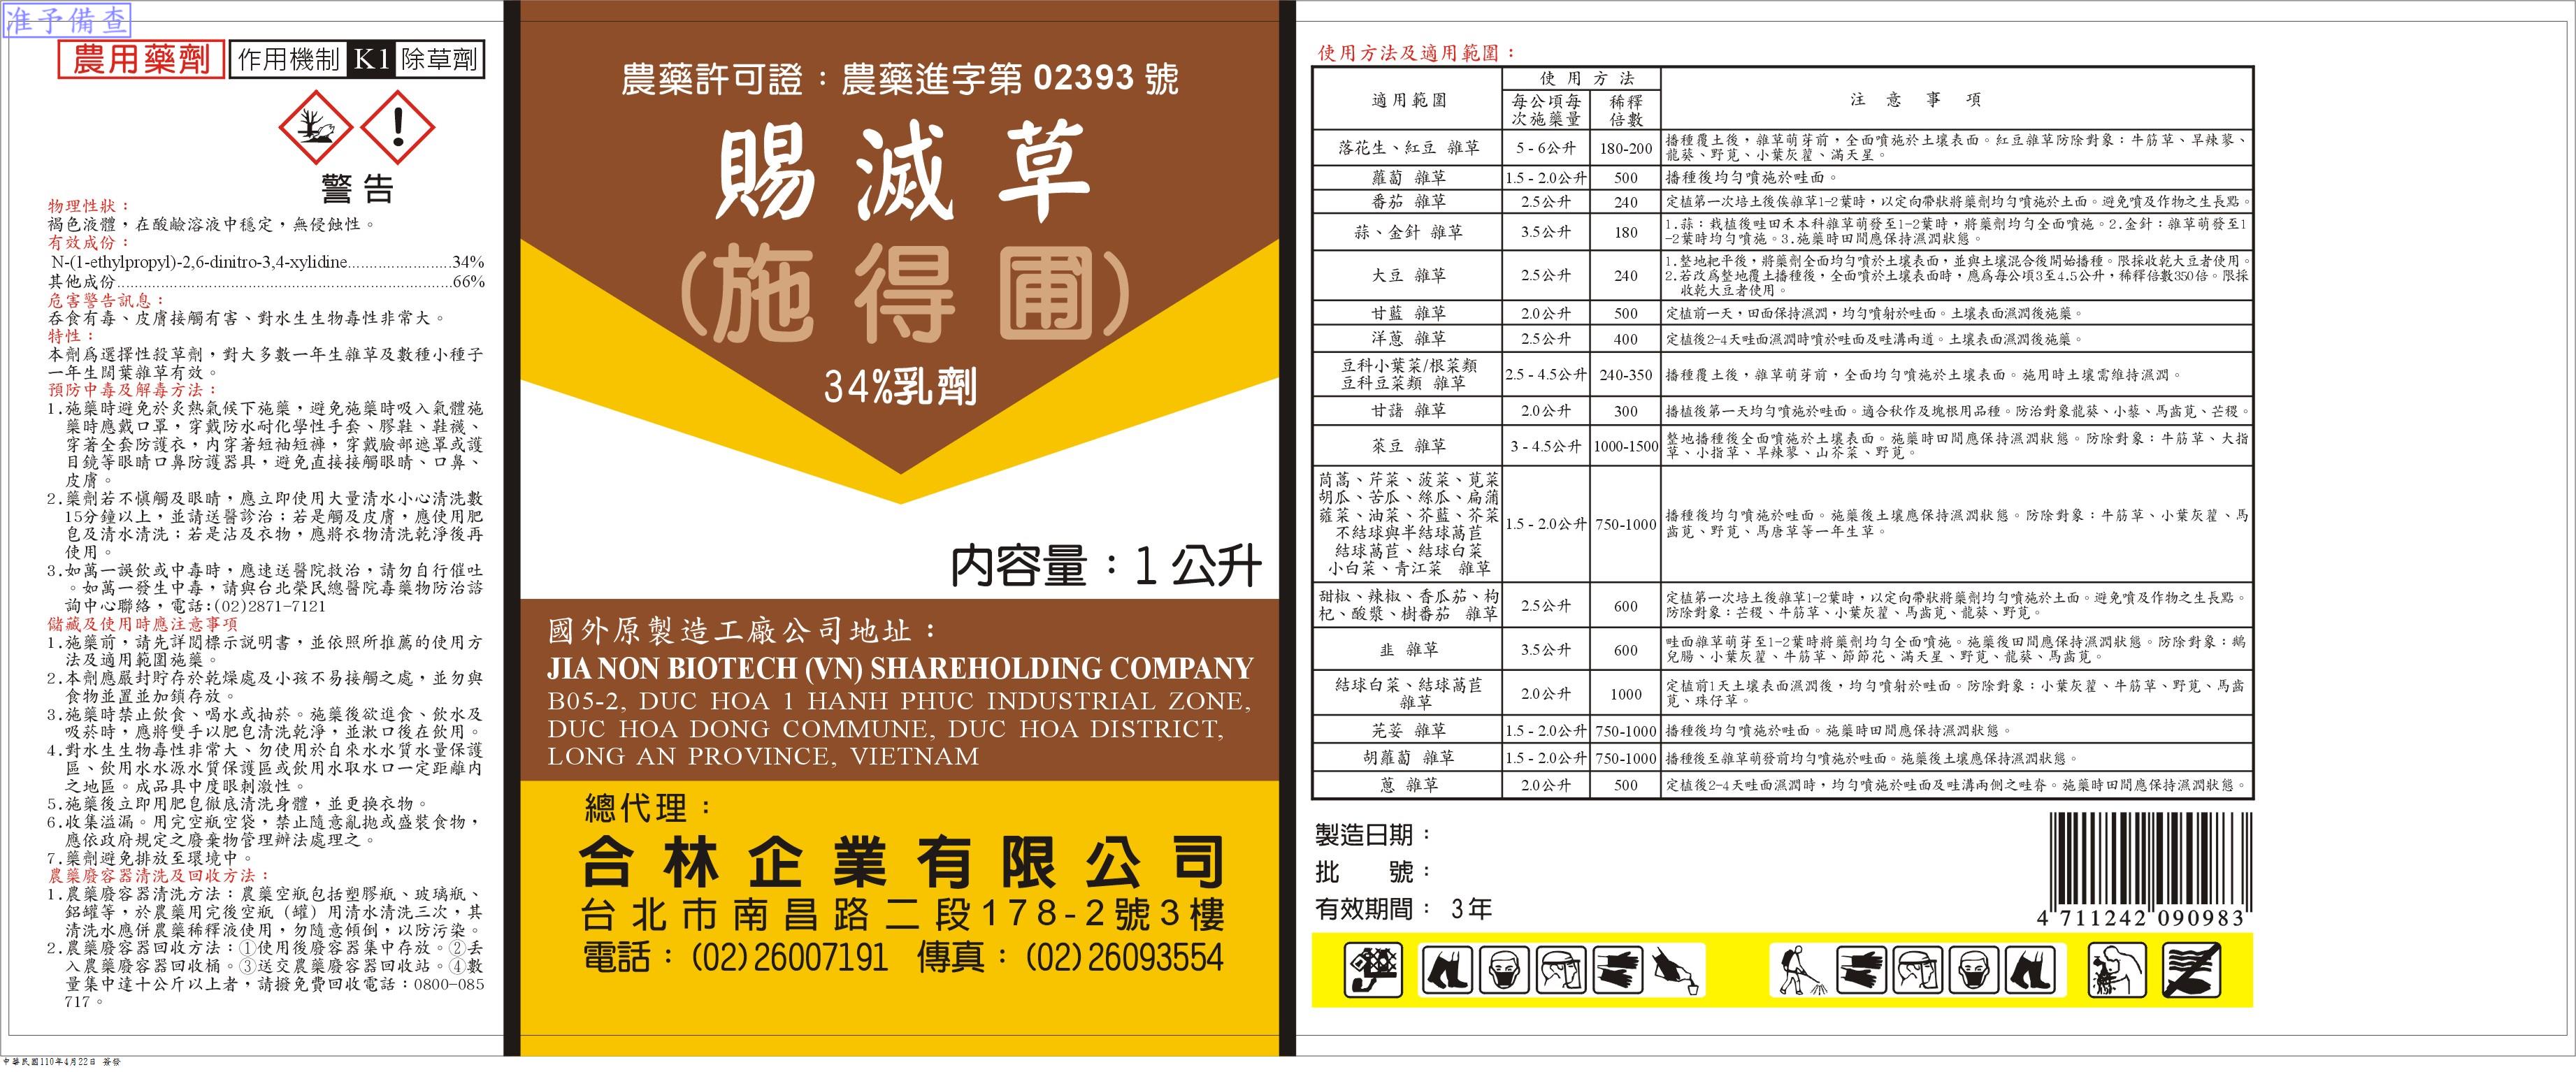 准予備查
農用藥劑 作用機制 K1 除草劑
警告
物理性狀：
褐色液體，在酸鹼溶液中穩定，無侵蝕性。
有效成份：
N-(1-ethylpropyl)-2,6-dinitro-3,4-xylidine........................34%
其他成份..............................................................................66%
危害警告訊息：
吞食有毒、皮膚接觸有害、對水生生物毒性非常大。
特性：
本劑為選擇性殺草劑，對大多數一年生雜草及數種小種子
一年生闊葉雜草有效。
預防中毒及解毒方法：
1.施藥時避免於炎熱氣候下施藥，避免施藥時吸入氣體施
藥時應戴口罩，穿戴防水耐化學性手套、膠鞋、鞋襪、
穿著全套防護衣，內穿著短袖短褲，穿戴臉部遮罩或護
目鏡等眼睛口鼻防護器具，避免直接接觸眼睛、口鼻、
皮膚。
2.藥劑若不慎觸及眼睛，應立即使用大量清水小心清洗數
15分鐘以上，並請送醫診治；若是觸及皮膚，應使用肥
皂及清水清洗；若是沾及衣物，應將衣物清洗乾淨後再
使用。
3.如萬一誤飲或中毒時，應速送醫院救治，請勿自行催吐
。如萬一發生中毒，請與台北榮民總醫院毒藥物防治諮
詢中心聯絡，電話:(02)2871-7121
儲藏及使用時應注意事項
1.施藥前，請先詳閱標示說明書，並依照所推薦的使用方
法及適用範圍施藥。
2.本劑應嚴封貯存於乾燥處及小孩不易接觸之處，並勿與
食物並置並加鎖存放。
3.施藥時禁止飲食、喝水或抽菸。施藥後欲進食、飲水及
吸菸時，應將雙手以肥皂清洗乾淨，並漱口後在飲用。
4.對水生生物毒性非常大、勿使用於自來水水質水量保護
區、飲用水水源水質保護區或飲用水取水口一定距離內
之地區。成品具中度眼刺激性。
5.施藥後立即用肥皂徹底清洗身體，並更換衣物。
6.收集溢漏。用完空瓶空袋，禁止隨意亂拋或盛裝食物，
應依政府規定之廢棄物管理辦法處理之。
7.藥劑避免排放至環境中。
農藥廢容器清洗及回收方法：
1.農藥廢容器清洗方法：農藥空瓶包括塑膠瓶、玻璃瓶、
鋁罐等，於農藥用完後空瓶（罐）用清水清洗三次，其
清洗水應併農藥稀釋液使用，勿隨意傾倒，以防污染。
2.農藥廢容器回收方法：①使用後廢容器集中存放。②丟
入農藥廢容器回收桶。③送交農藥廢容器回收站。④數
量集中達十公斤以上者，請撥免費回收電話：0800-085
717。
中華民國110年4月22日 簽發
農藥許可證：農藥進字第 02393 號
賜滅草
(施得圃)
34%乳劑
內容量：1公升
國外原製造工廠公司地址：
JIA NON BIOTECH (VN) SHAREHOLDING COMPANY
B05-2, DUC HOA 1 HANH PHUC INDUSTRIAL ZONE,
DUC HOA DONG COMMUNE, DUC HOA DISTRICT,
LONG AN PROVINCE, VIETNAM
總代理：
合林企業有限公司
台北市南昌路二段178-2號3樓
電話：(02)26007191 傳真：(02)26093554
使用方法及適用範圍：
適用範圍 使用方法 注意事項
每公頃每次施藥量 稀釋倍數
落花生、紅豆 雜草 5 - 6公升 180-200 播種覆土後，雜草萌芽前，全面噴施於土壤表面。紅豆雜草防除對象：牛筋草、旱辣蓼、
龍葵、野莧、小葉灰藋、滿天星。
蘿蔔 雜草 1.5 - 2.0公升 500 播種後均勻噴施於畦面。
番茄 雜草 2.5公升 240 定植第一次培土後俟雜草1-2葉時，以定向帶狀將藥劑均勻噴施於土面。避免噴及作物之生長點。
蒜、金針 雜草 3.5公升 180 1.蒜：栽植後畦田禾本科雜草萌發至1-2葉時，將藥劑均勻全面噴施。2.金針：雜草萌發至1
-2葉時均勻噴施。3.施藥時田間應保持濕潤狀態。
大豆 雜草 2.5公升 240 1.整地耙平後，將藥劑全面均勻噴於土壤表面，並與土壤混合後開始播種。限採收乾大豆者使用。
2.若改為整地覆土播種後，全面噴於土壤表面時，應為每公頃3至4.5公升，稀釋倍數350倍。限採
收乾大豆者使用。
甘藍 雜草 2.0公升 500 定植前一天，田面保持濕潤，均勻噴射於畦面。土壤表面濕潤後施藥。
洋蔥 雜草 2.5公升 400 定植後2-4天畦面濕潤時噴於畦面及畦溝兩道。土壤表面濕潤後施藥。
豆科小葉菜/根菜類
豆科豆菜類 雜草 2.5 - 4.5公升 240-350 播種覆土後，雜草萌芽前，全面均勻噴施於土壤表面。施用時土壤需維持濕潤。
甘藷 雜草 2.0公升 300 播植後第一天均勻噴施於畦面。適合秋作及塊根用品種。防治對象龍葵、小藜、馬齒莧、芒稷。
萊豆 雜草 3 - 4.5公升 1000-1500 整地播種後全面噴施於土壤表面。施藥時田間應保持濕潤狀態。防除對象：牛筋草、大指
草、小指草、旱辣蓼、山芥菜、野莧。
茼蒿、芹菜、菠菜、莧菜
胡瓜、苦瓜、絲瓜、扁蒲
蕹菜、油菜、芥藍、芥菜
不結球與半結球萵苣
結球萵苣、結球白菜
小白菜、青江菜 雜草 1.5 - 2.0公升 750-1000 播種後均勻噴施於畦面。施藥後土壤應保持濕潤狀態。防除對象：牛筋草、小葉灰藋、馬
齒莧、野莧、馬唐草等一年生草。
甜椒、辣椒、香瓜茄、枸
杞、酸漿、樹番茄 雜草 2.5公升 600 定植第一次培土後雜草1-2葉時，以定向帶狀將藥劑均勻噴施於土面。避免噴及作物之生長點。
防除對象：芒稷、牛筋草、小葉灰藋、馬齒莧、龍葵、野莧。
韭 雜草 3.5公升 600 畦面雜草萌芽至1-2葉時將藥劑均勻全面噴施。施藥後田間應保持濕潤狀態。防除對象：鵝
兒腸、小葉灰藋、牛筋草、節節花、滿天星、野莧、龍葵、馬齒莧。
結球白菜、結球萵苣
雜草 2.0公升 1000 定植前1天土壤表面濕潤後，均勻噴射於畦面。防除對象：小葉灰藋、牛筋草、野莧、馬齒
莧、珠仔草。
芫荽 雜草 1.5 - 2.0公升 750-1000 播種後均勻噴施於畦面。施藥時田間應保持濕潤狀態。
胡蘿蔔 雜草 1.5 - 2.0公升 750-1000 播種後至雜草萌發前均勻噴施於畦面。施藥後土壤應保持濕潤狀態。
蔥 雜草 2.0公升 500 定植後2-4天畦面濕潤時，均勻噴施於畦面及畦溝兩側之畦脊。施藥時田間應保持濕潤狀態。
製造日期：
批　　號：
有效期間： 3年
4 711242 090983